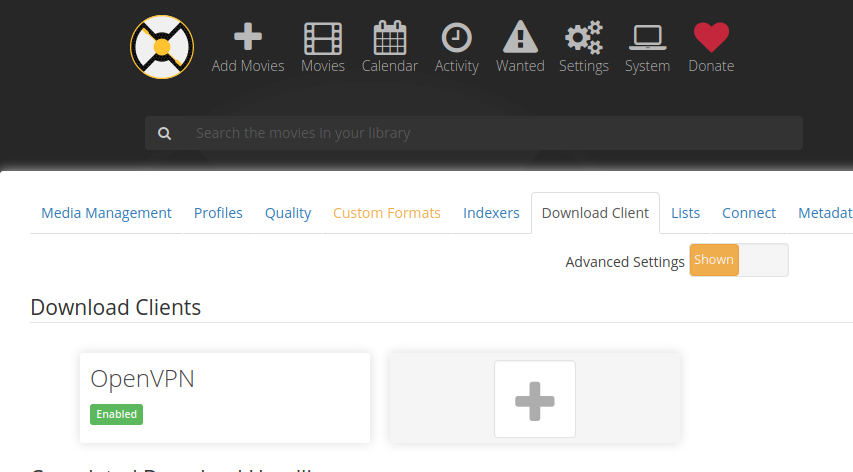 Add Movies Movies Calendar Activity Wanted Settings System Donate
Search the movies in your library
Media Management Profiles Quality Custom Formats Indexers Download Client Lists Connect Metadat
Advanced Settings Shown
Download Clients
OpenVPN
Enabled